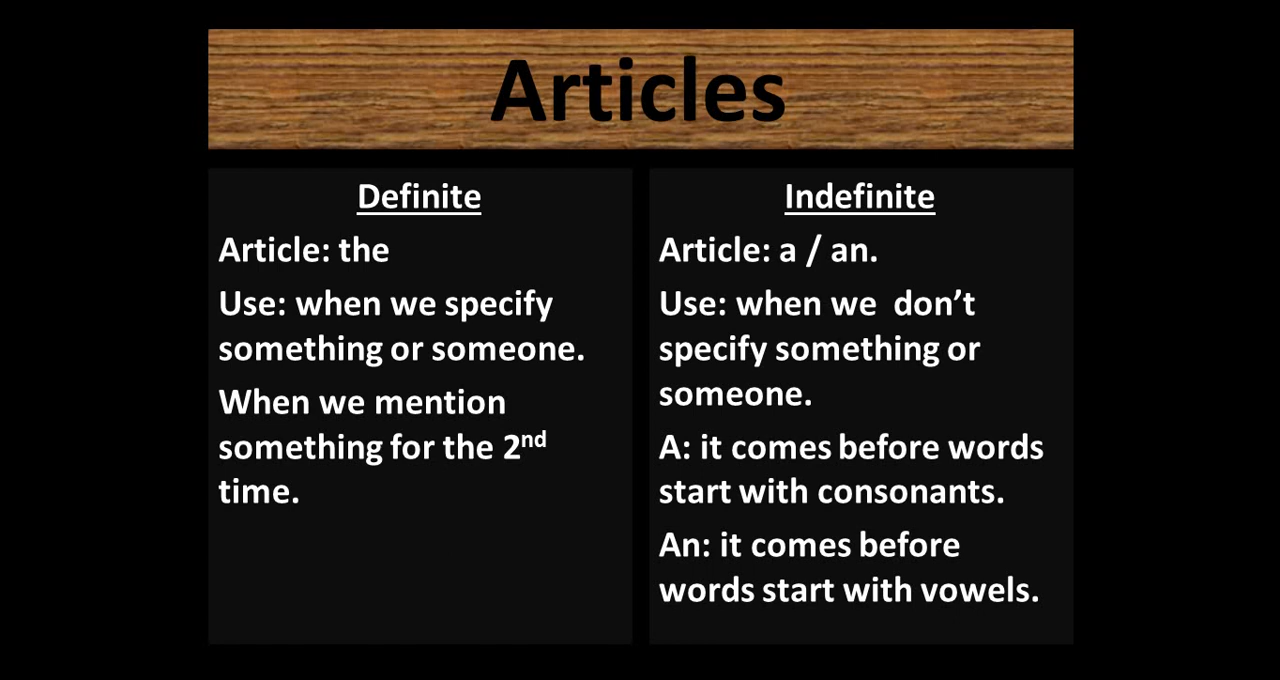 Articles
Definite
Article: the
Use: when we specify
something or someone.
When we mention
something for the 2nd
time.
Indefinite
Article: a / an.
Use: when we  don’t
specify something or
someone.
A: it comes before words
start with consonants.
An: it comes before
words start with vowels.